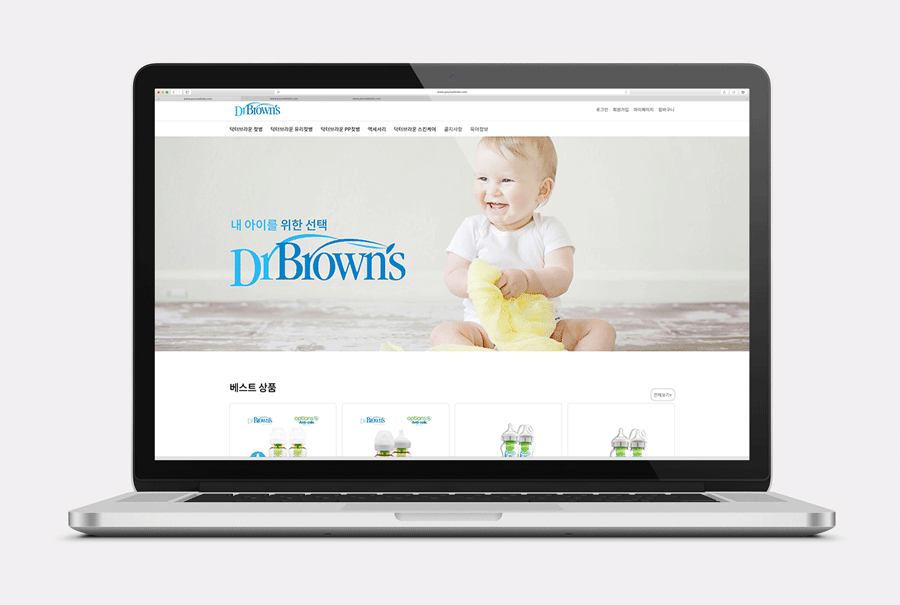 www.yourwebsite.com
Dr Brown's
로그인 회원가입 마이페이지 장바구니
닥터브라운 젖병 닥터브라운 유리젖병 닥터브라운 PP젖병 액세서리 닥터브라운 스킨케어 공지사항 육아정보
내 아이를 위한 선택
Dr Brown's
베스트 상품
전체보기+
Dr Brown's options+ Anti-colic Dr Brown's options+ Anti-colic